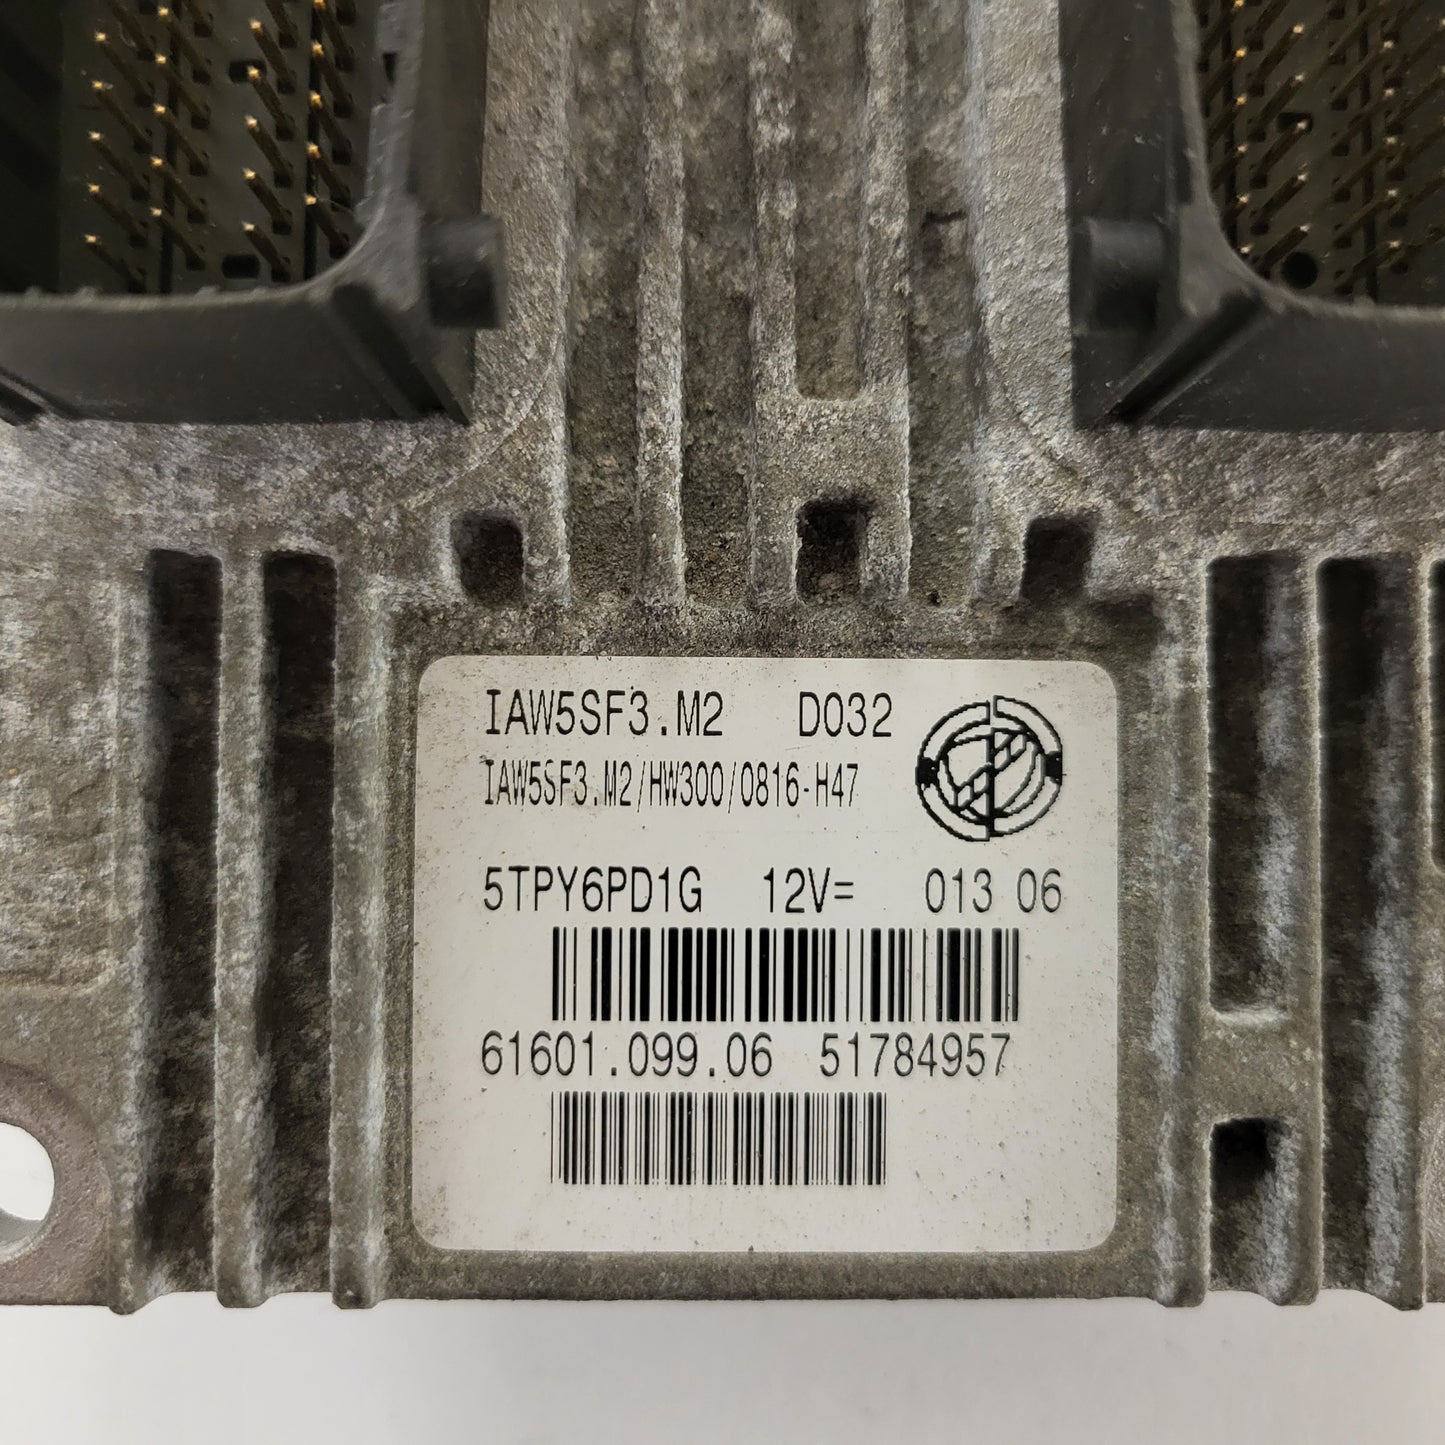 IAW5SF3.M2 D032
IAW5SF3.M2/HW300/0816-H47
5TPY6PD1G 12V= 013 06
61601.099.06 51784957